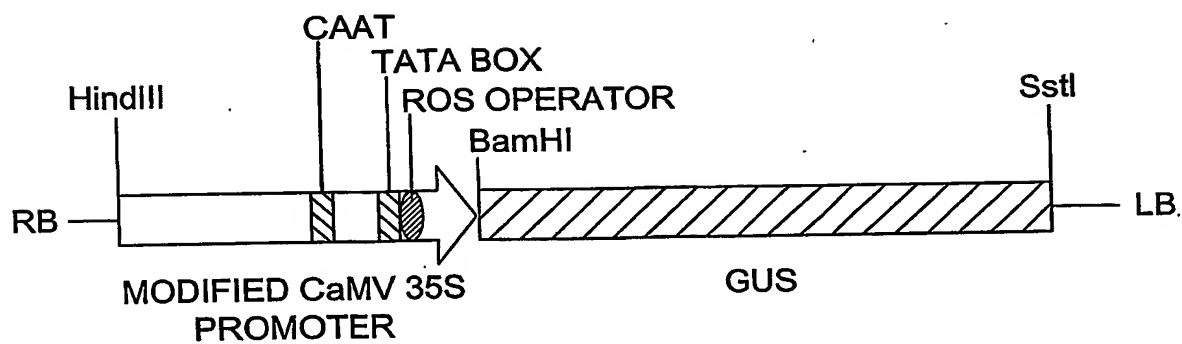 CAAT
TATA BOX
HindIII
ROS OPERATOR
SstI
BamHI
RB
LB
MODIFIED CaMV 35S
PROMOTER
GUS